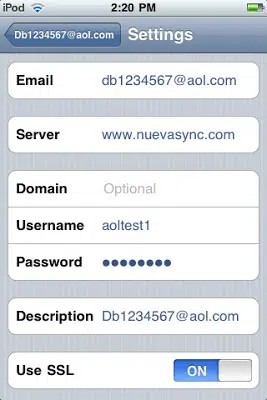 iPod 2:20 PM
Db1234567@aol.com Settings
Email db1234567@aol.com
Server www.nuevasync.com
Domain Optional
Username aoltest1
Password ●●●●●●●●
Description Db1234567@aol.com
Use SSL ON